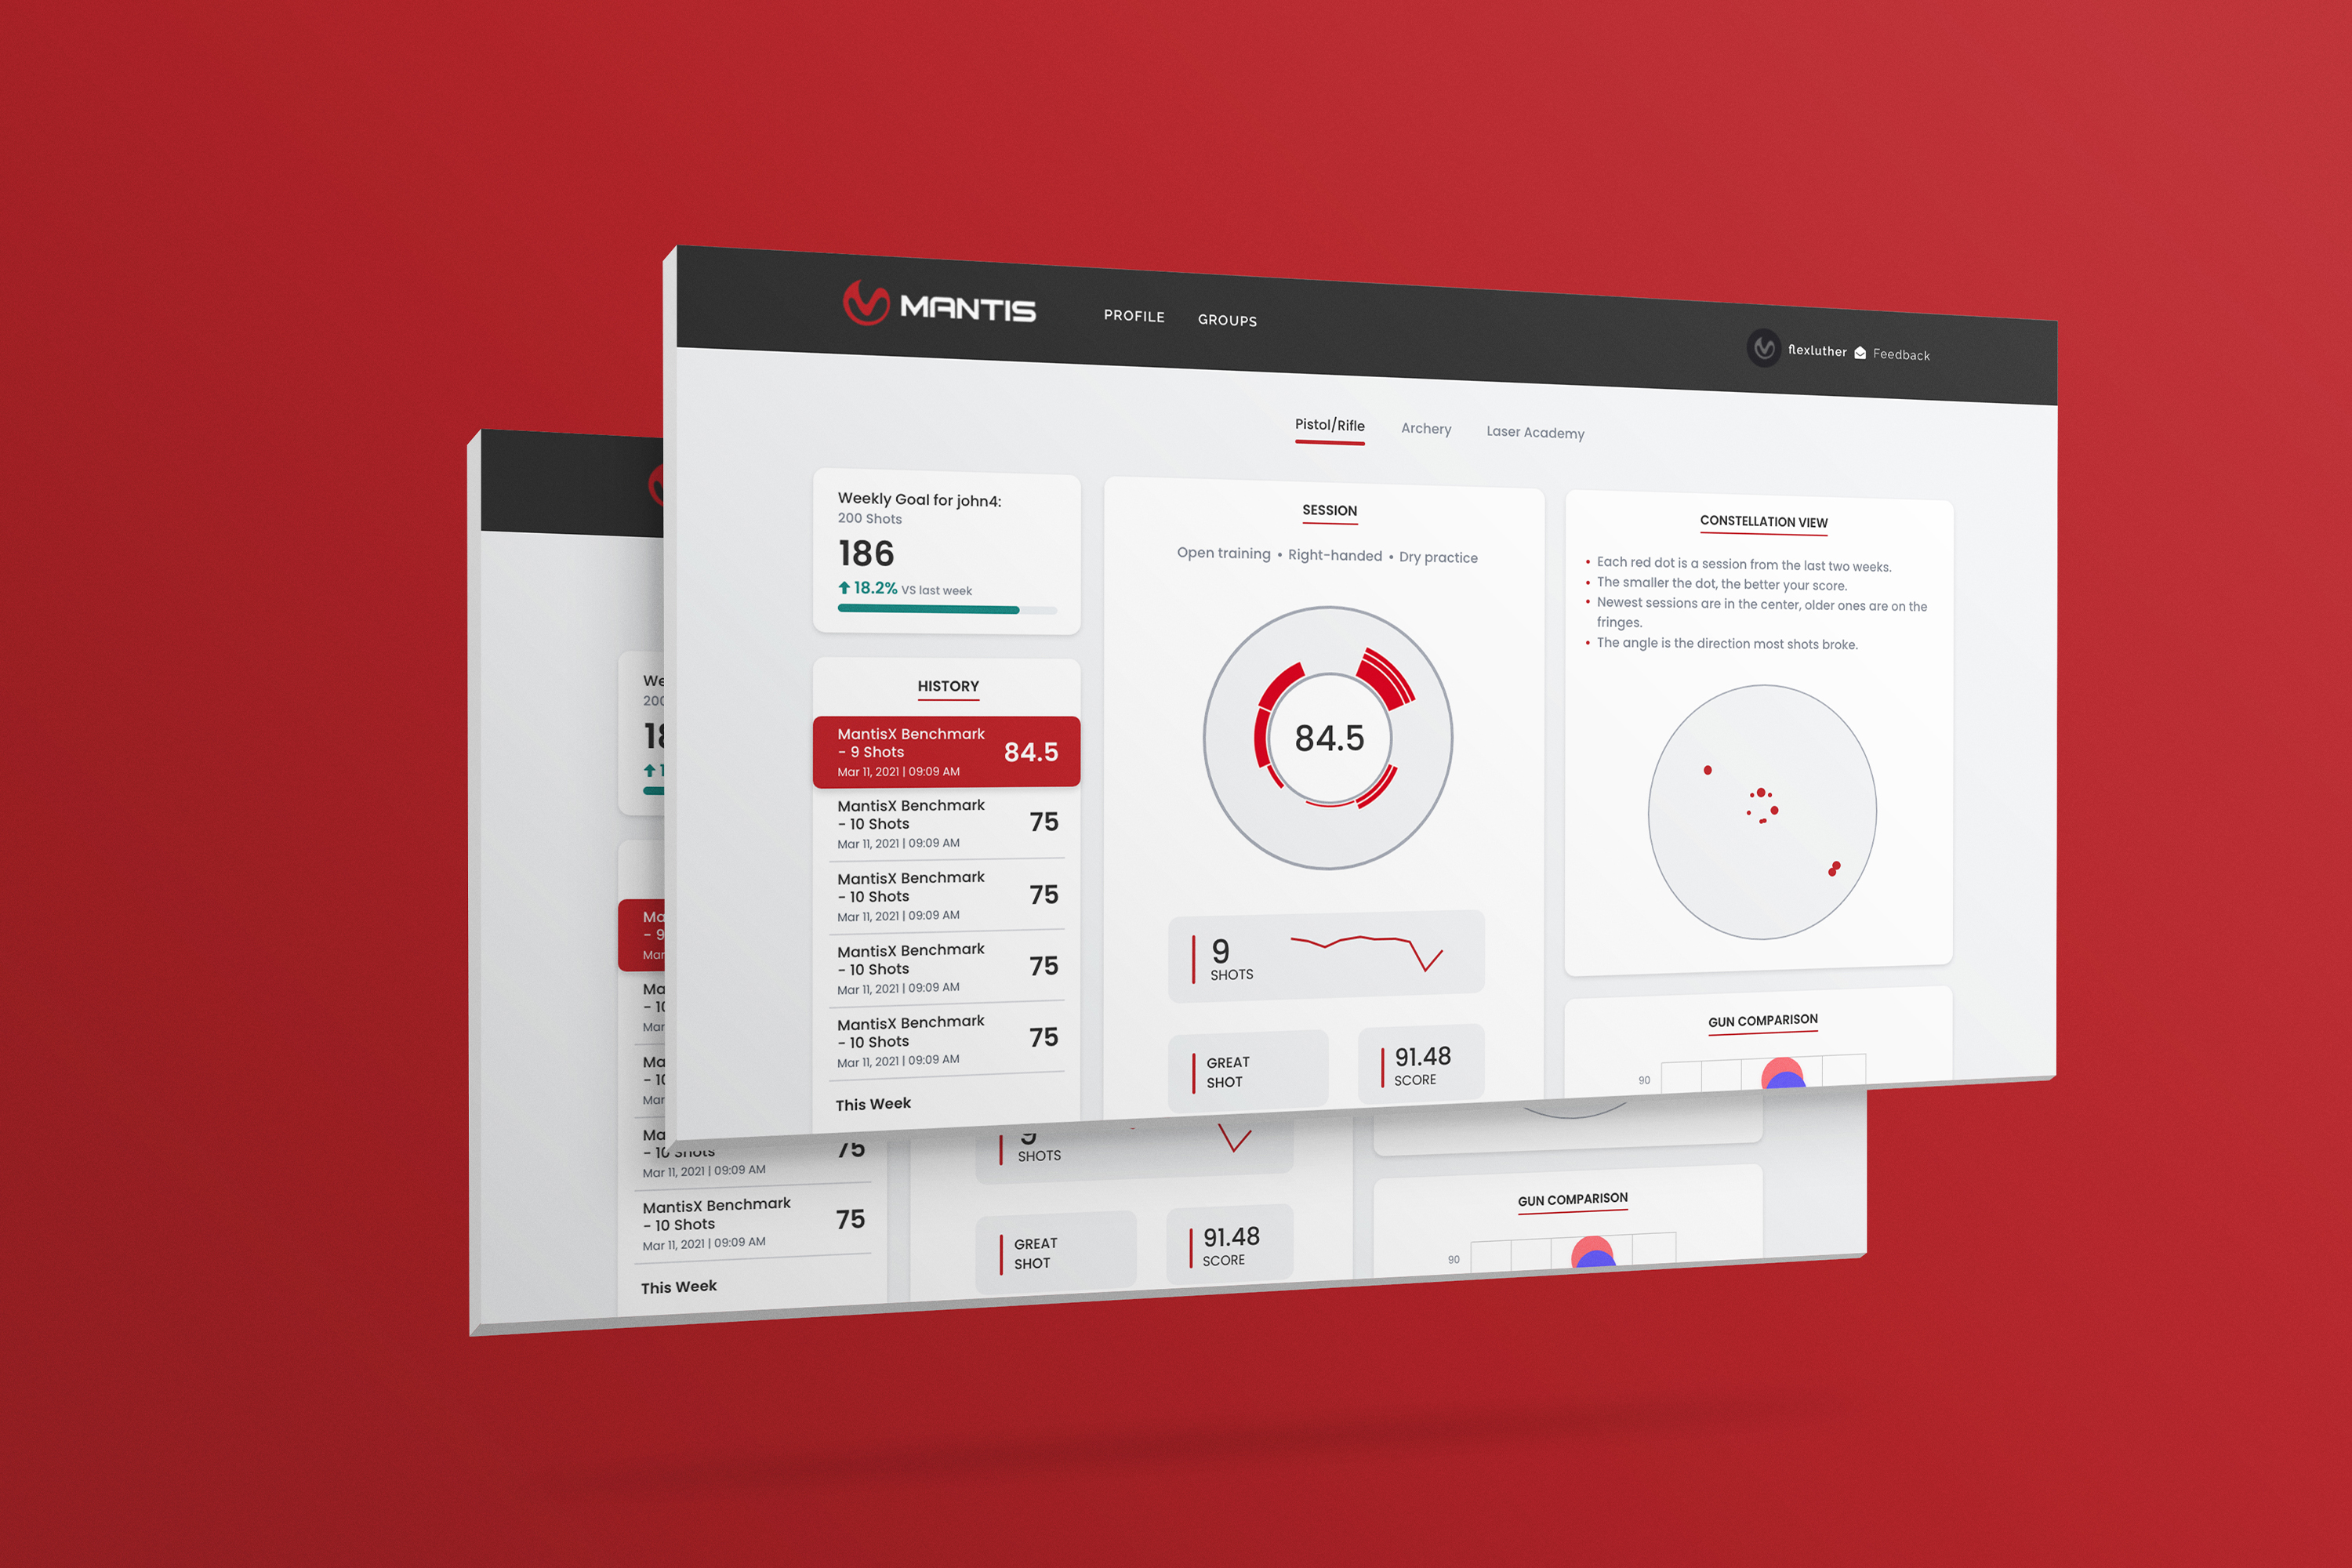 MANTIS
PROFILE
GROUPS
flexluther
Feedback
Pistol/Rifle
Archery
Laser Academy
Weekly Goal for john4:
200 Shots
186
18.2% VS last week
HISTORY
MantisX Benchmark
- 9 Shots
Mar 11, 2021 | 09:09 AM
84.5
MantisX Benchmark
- 10 Shots
Mar 11, 2021 | 09:09 AM
75
MantisX Benchmark
- 10 Shots
Mar 11, 2021 | 09:09 AM
75
MantisX Benchmark
- 10 Shots
Mar 11, 2021 | 09:09 AM
75
MantisX Benchmark
- 10 Shots
Mar 11, 2021 | 09:09 AM
75
This Week
SESSION
Open training • Right-handed • Dry practice
84.5
9
SHOTS
GREAT
SHOT
91.48
SCORE
CONSTELLATION VIEW
• Each red dot is a session from the last two weeks.
• The smaller the dot, the better your score.
• Newest sessions are in the center, older ones are on the
fringes.
• The angle is the direction most shots broke.
GUN COMPARISON
90
We
200
18
Ma
- 9
Mar
Ma
- 10
Mar
Ma
- 10
Mar
Ma
- 10 Shots
Mar 11, 2021 | 09:09 AM
75
MantisX Benchmark
- 10 Shots
Mar 11, 2021 | 09:09 AM
75
This Week
9
SHOTS
GREAT
SHOT
91.48
SCORE
GUN COMPARISON
90